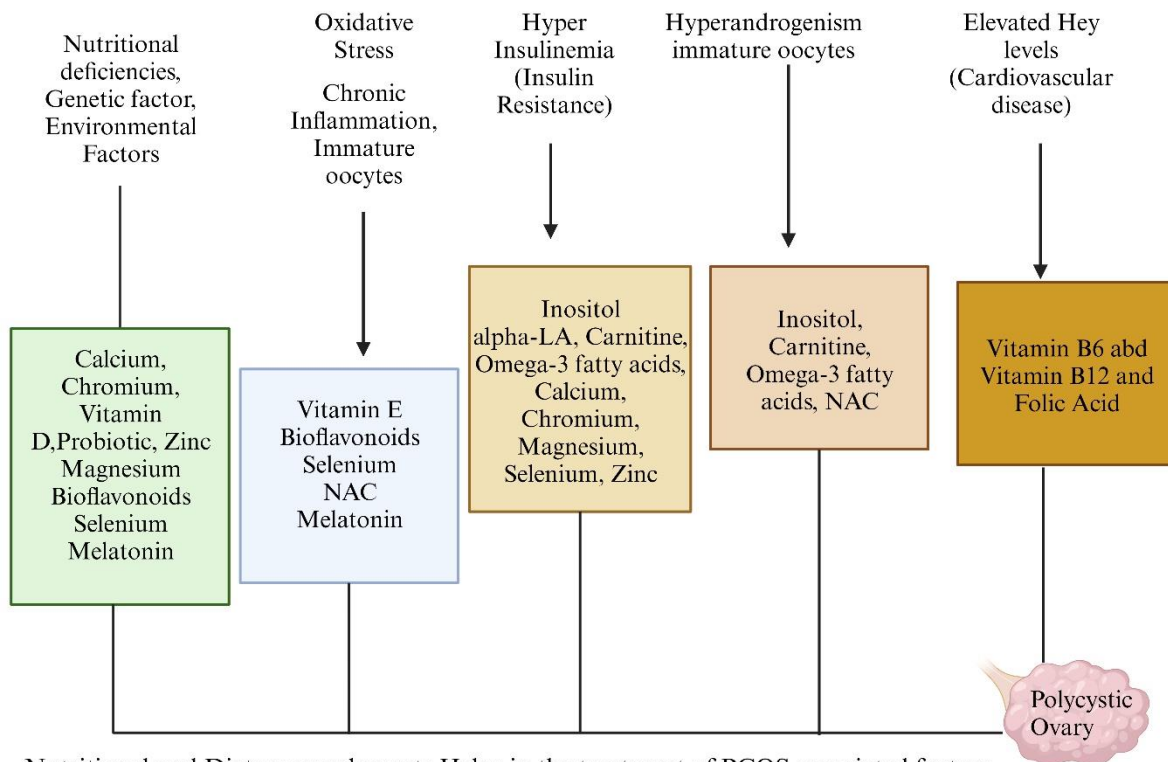 Nutritional
deficiencies,
Genetic factor,
Environmental
Factors
Oxidative
Stress
Chronic
Inflammation,
Immature
oocytes
Hyper
Insulinemia
(Insulin
Resistance)
Hyperandrogenism
immature oocytes
Elevated Hey
levels
(Cardiovascular
disease)
Calcium,
Chromium,
Vitamin
D,Probiotic, Zinc
Magnesium
Bioflavonoids
Selenium
Melatonin
Vitamin E
Bioflavonoids
Selenium
NAC
Melatonin
Inositol
alpha-LA, Carnitine,
Omega-3 fatty acids,
Calcium,
Chromium,
Magnesium,
Selenium, Zinc
Inositol,
Carnitine,
Omega-3 fatty
acids, NAC
Vitamin B6 abd
Vitamin B12 and
Folic Acid
Polycystic
Ovary